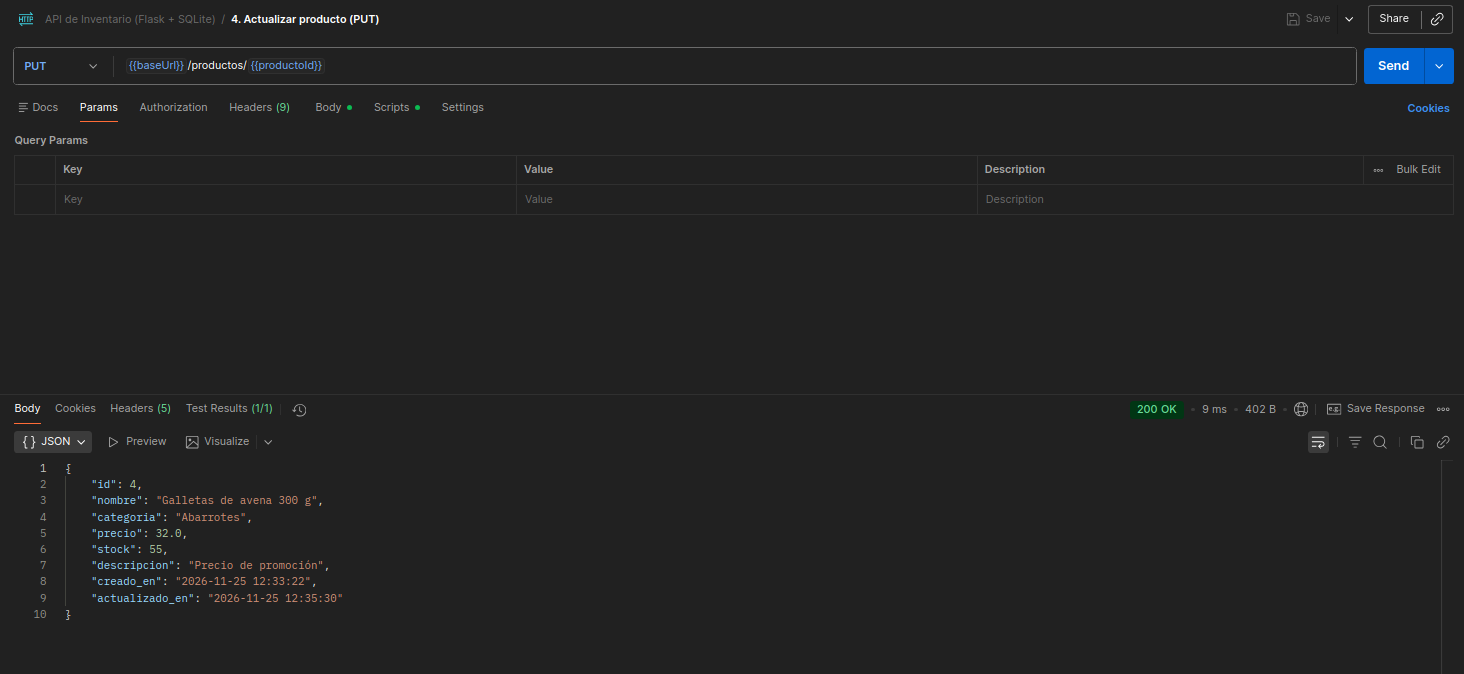 HTTP API de Inventario (Flask + SQLite) / 4. Actualizar producto (PUT) Save Share
PUT {{baseUrl}} /productos/ {{productoId}} Send
Docs Params Authorization Headers (9) Body Scripts Settings Cookies
Query Params
Key Value Description Bulk Edit
Key Value Description
Body Cookies Headers (5) Test Results (1/1) 200 OK 9 ms 402 B e.g. Save Response
{ } JSON Preview Visualize
1 {
2 "id": 4,
3 "nombre": "Galletas de avena 300 g",
4 "categoria": "Abarrotes",
5 "precio": 32.0,
6 "stock": 55,
7 "descripcion": "Precio de promoción",
8 "creado_en": "2026-11-25 12:33:22",
9 "actualizado_en": "2026-11-25 12:35:30"
10 }